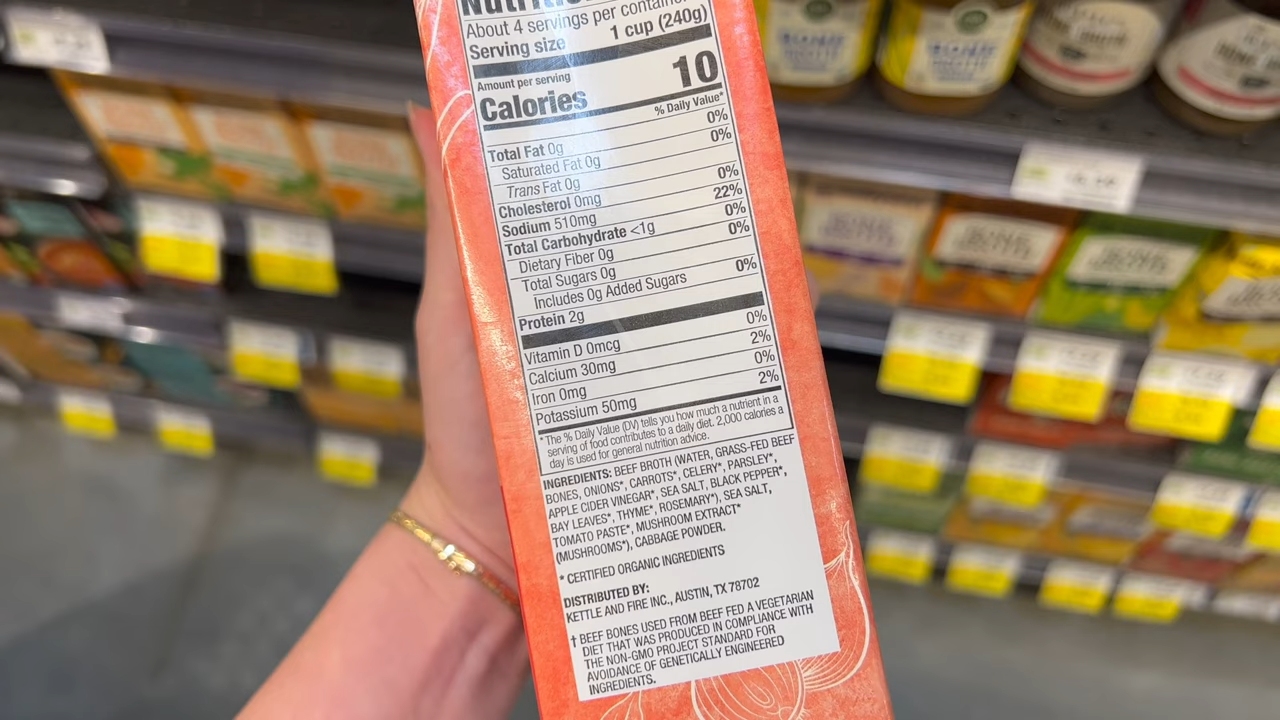 Nutrition
About 4 servings per container
Serving size 1 cup (240g)
Amount per serving
Calories 10
% Daily Value*
Total Fat 0g 0%
Saturated Fat 0g 0%
Trans Fat 0g
Cholesterol 0mg 0%
Sodium 510mg 22%
Total Carbohydrate <1g 0%
Dietary Fiber 0g 0%
Total Sugars 0g
Includes 0g Added Sugars 0%
Protein 2g
Vitamin D 0mcg 0%
Calcium 30mg 2%
Iron 0mg 0%
Potassium 50mg 2%
* The % Daily Value (DV) tells you how much a nutrient in a
serving of food contributes to a daily diet. 2,000 calories a
day is used for general nutrition advice.
INGREDIENTS: BEEF BROTH (WATER, GRASS-FED BEEF
BONES, ONIONS*, CARROTS*, CELERY*, PARSLEY*,
APPLE CIDER VINEGAR*, SEA SALT, BLACK PEPPER*,
BAY LEAVES*, THYME*, ROSEMARY*), SEA SALT,
TOMATO PASTE*, MUSHROOM EXTRACT*
(MUSHROOMS*), CABBAGE POWDER.
* CERTIFIED ORGANIC INGREDIENTS
DISTRIBUTED BY:
KETTLE AND FIRE INC., AUSTIN, TX 78702
† BEEF BONES USED FROM BEEF FED A VEGETARIAN
DIET THAT WAS PRODUCED IN COMPLIANCE WITH
THE NON-GMO PROJECT STANDARD FOR
AVOIDANCE OF GENETICALLY ENGINEERED
INGREDIENTS.